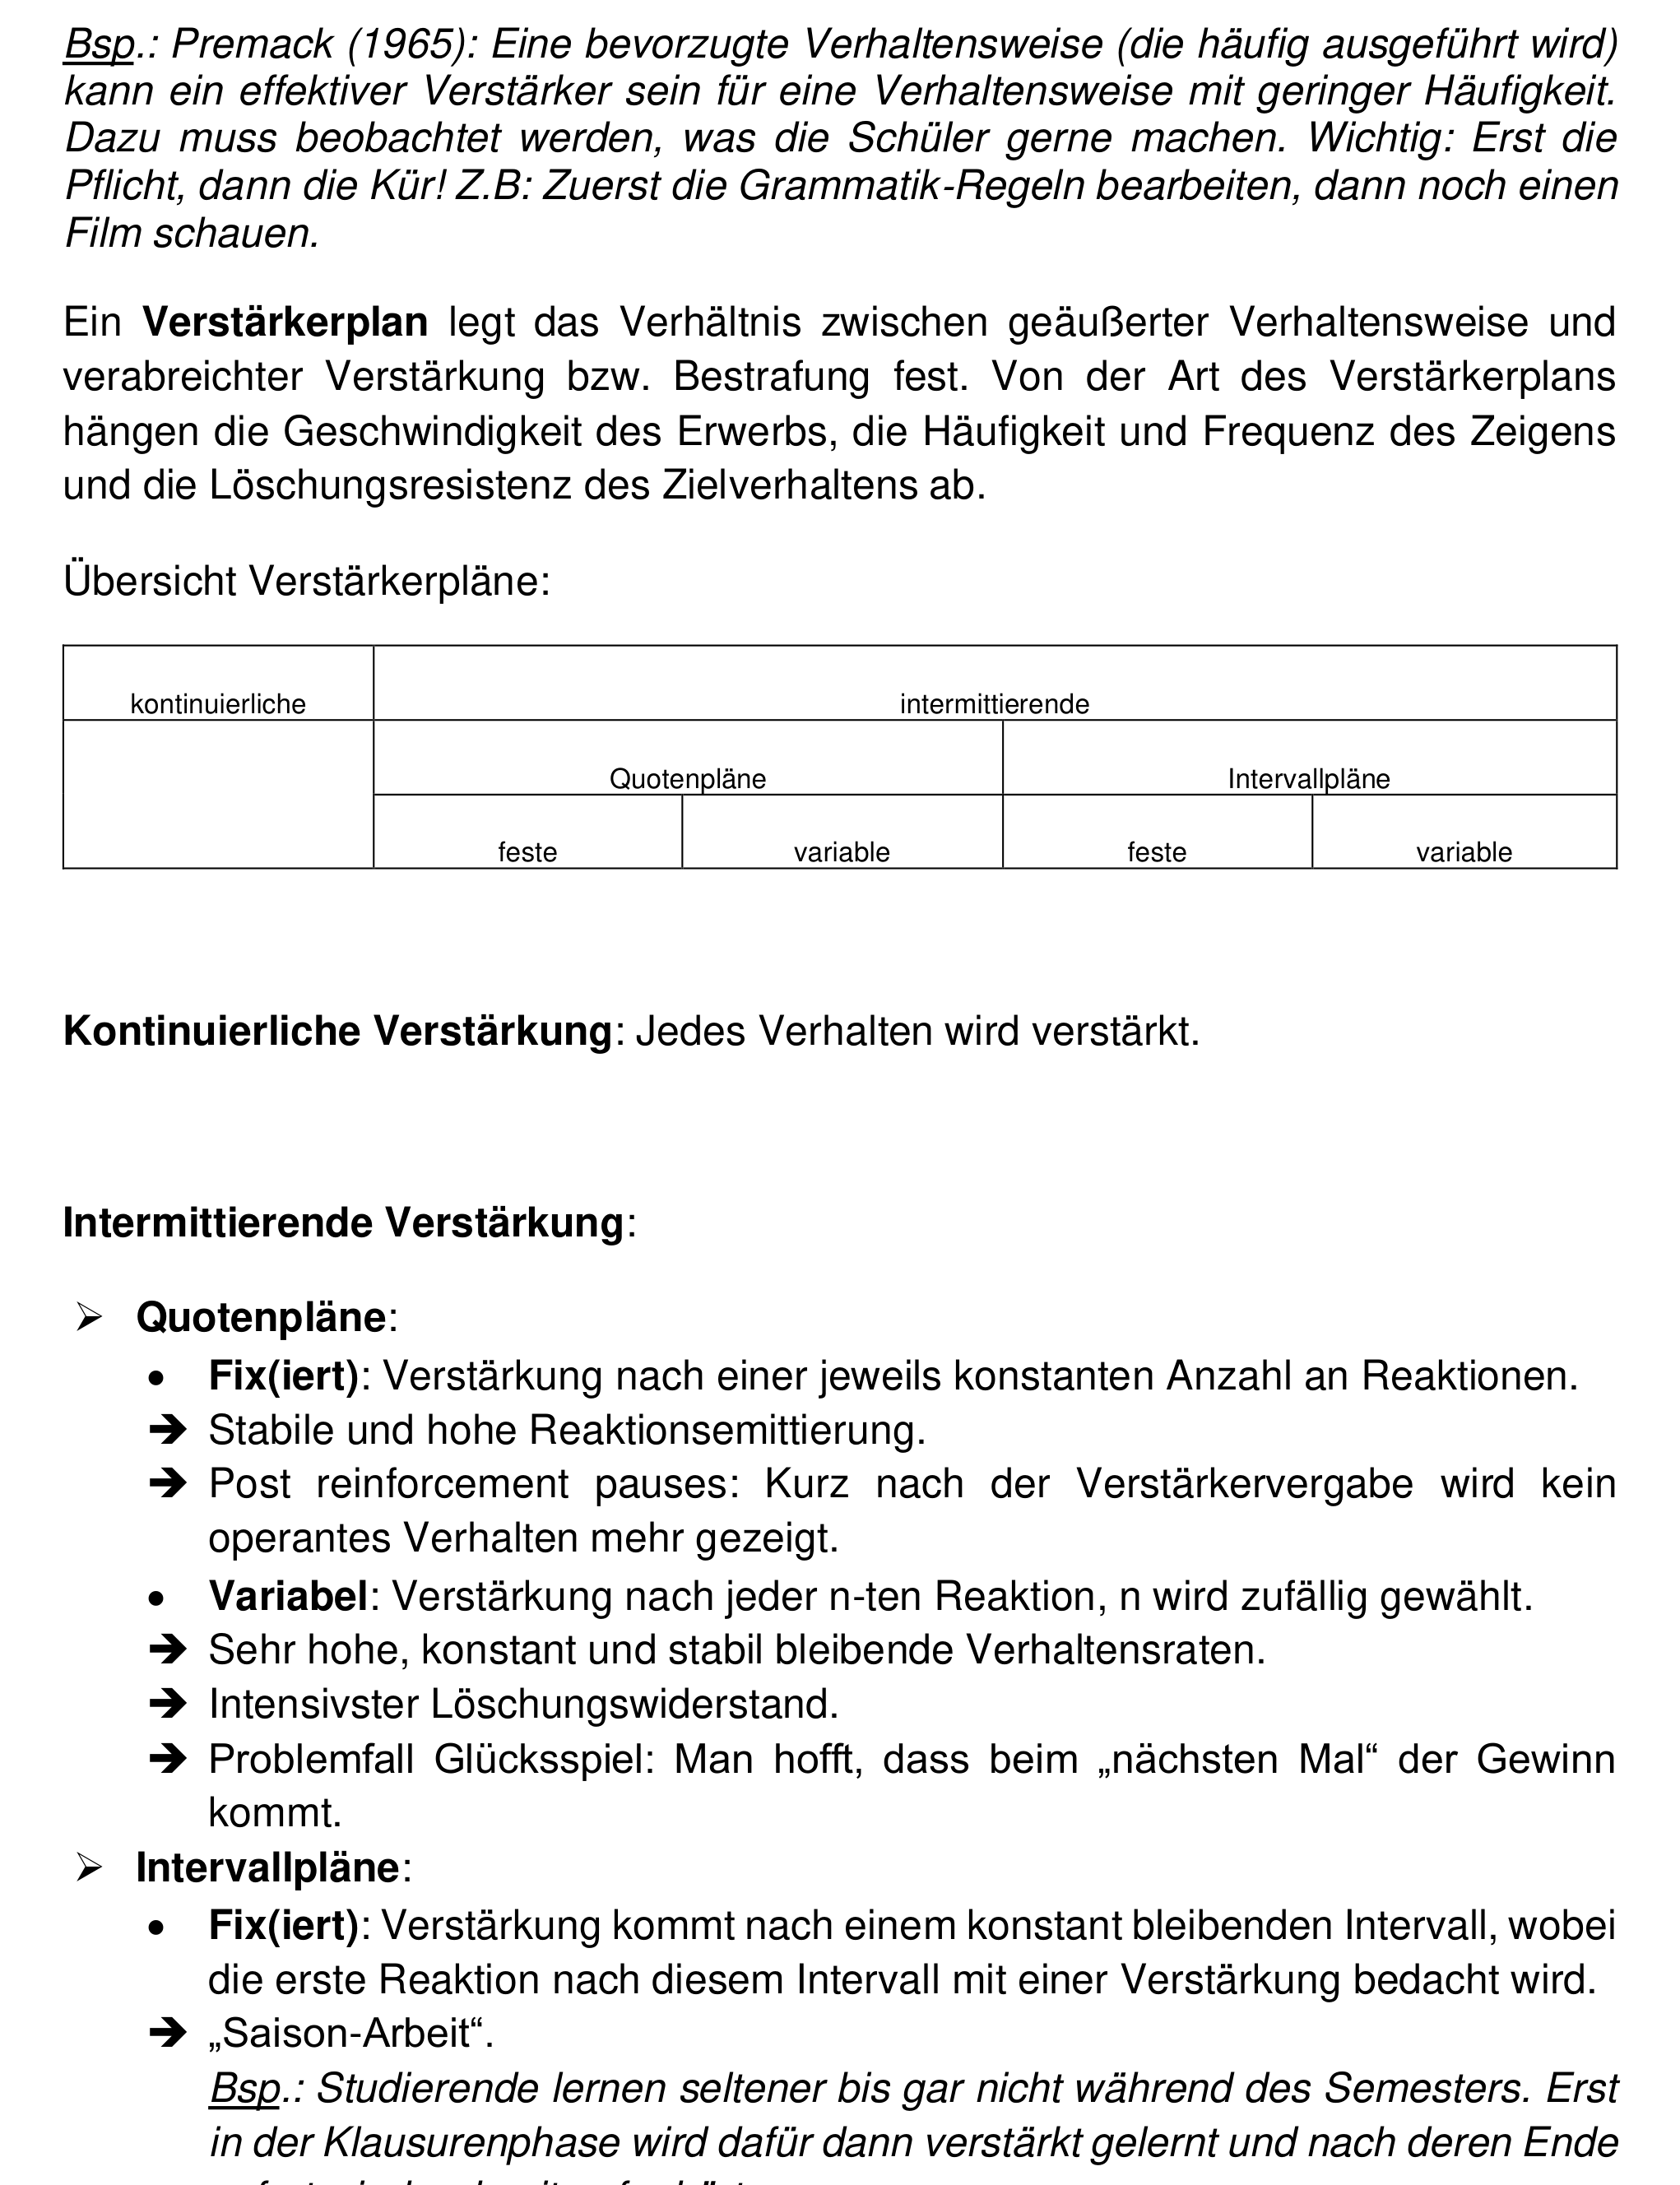 Bsp.: Premack (1965): Eine bevorzugte Verhaltensweise (die häufig ausgeführt wird)
kann ein effektiver Verstärker sein für eine Verhaltensweise mit geringer Häufigkeit.
Dazu muss beobachtet werden, was die Schüler gerne machen. Wichtig: Erst die
Pflicht, dann die Kür! Z.B: Zuerst die Grammatik-Regeln bearbeiten, dann noch einen
Film schauen.
Ein Verstärkerplan legt das Verhältnis zwischen geäußerter Verhaltensweise und
verabreichter Verstärkung bzw. Bestrafung fest. Von der Art des Verstärkerplans
hängen die Geschwindigkeit des Erwerbs, die Häufigkeit und Frequenz des Zeigens
und die Löschungsresistenz des Zielverhaltens ab.
Übersicht Verstärkerpläne:
kontinuierliche intermittierende
Quotenpläne Intervallpläne
feste variable feste variable
Kontinuierliche Verstärkung: Jedes Verhalten wird verstärkt.
Intermittierende Verstärkung:
➢ Quotenpläne:
• Fix(iert): Verstärkung nach einer jeweils konstanten Anzahl an Reaktionen.
➔ Stabile und hohe Reaktionsemittierung.
➔ Post reinforcement pauses: Kurz nach der Verstärkervergabe wird kein
operantes Verhalten mehr gezeigt.
• Variabel: Verstärkung nach jeder n-ten Reaktion, n wird zufällig gewählt.
➔ Sehr hohe, konstant und stabil bleibende Verhaltensraten.
➔ Intensivster Löschungswiderstand.
➔ Problemfall Glücksspiel: Man hofft, dass beim „nächsten Mal“ der Gewinn
kommt.
➢ Intervallpläne:
• Fix(iert): Verstärkung kommt nach einem konstant bleibenden Intervall, wobei
die erste Reaktion nach diesem Intervall mit einer Verstärkung bedacht wird.
➔ „Saison-Arbeit“.
Bsp.: Studierende lernen seltener bis gar nicht während des Semesters. Erst
in der Klausurenphase wird dafür dann verstärkt gelernt und nach deren Ende